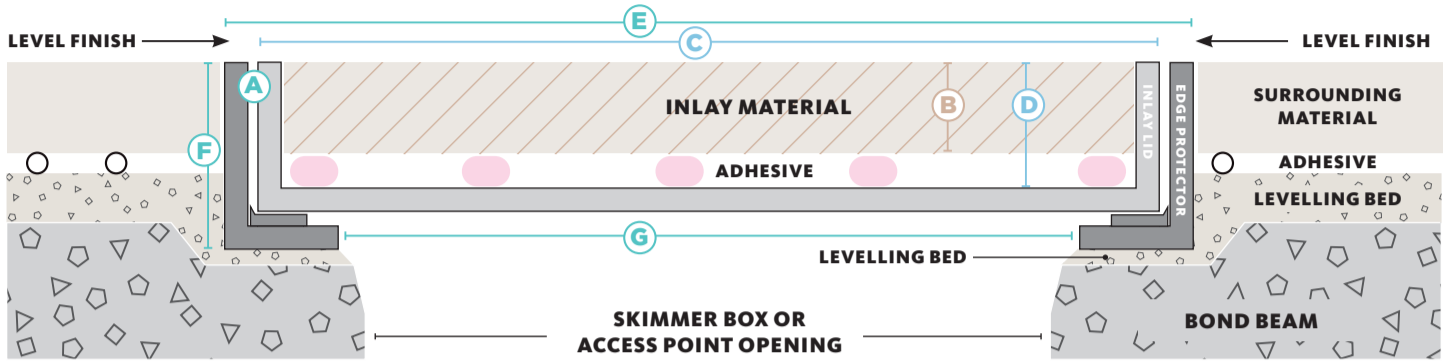 E
LEVEL FINISH
C
LEVEL FINISH
A
INLAY MATERIAL
B
D
INLAY LID
EDGE PROTECTOR
SURROUNDING
MATERIAL
F
ADHESIVE
ADHESIVE
LEVELLING BED
G
LEVELLING BED
SKIMMER BOX OR
ACCESS POINT OPENING
BOND BEAM